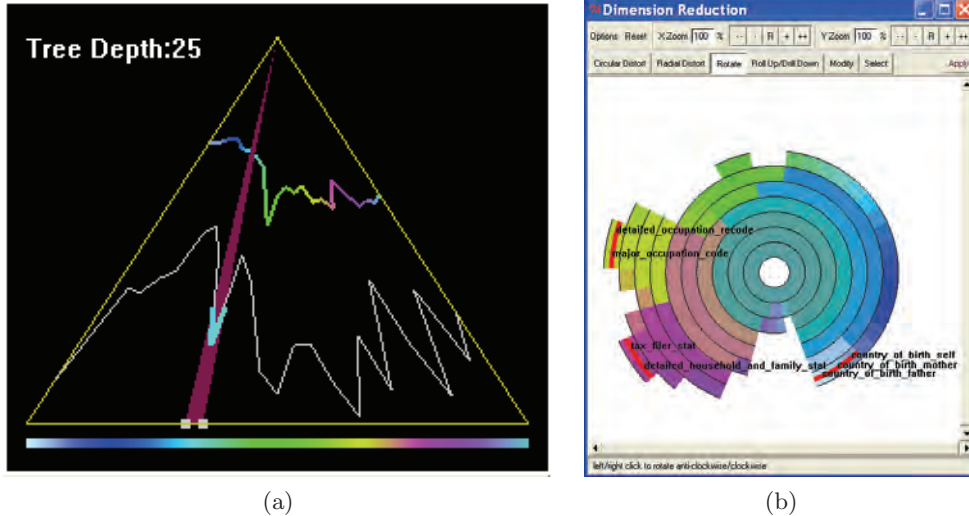 Tree Depth:25
Dimension Reduction
Options Reset X Zoom 100 % -- - R + ++ Y Zoom 100 % -- - R + ++
Circular Distort Radial Distort Rotate Roll Up/Drill Down Modify Select Apply
detailed_occupation_recode
major_occupation_code
tax_filer_stat
country_of_birth_self
detailed_household_and_family_stat country_of_birth_mother
country_of_birth_father
left/right click to rotate anti-clockwise/clockwise
(a)
(b)